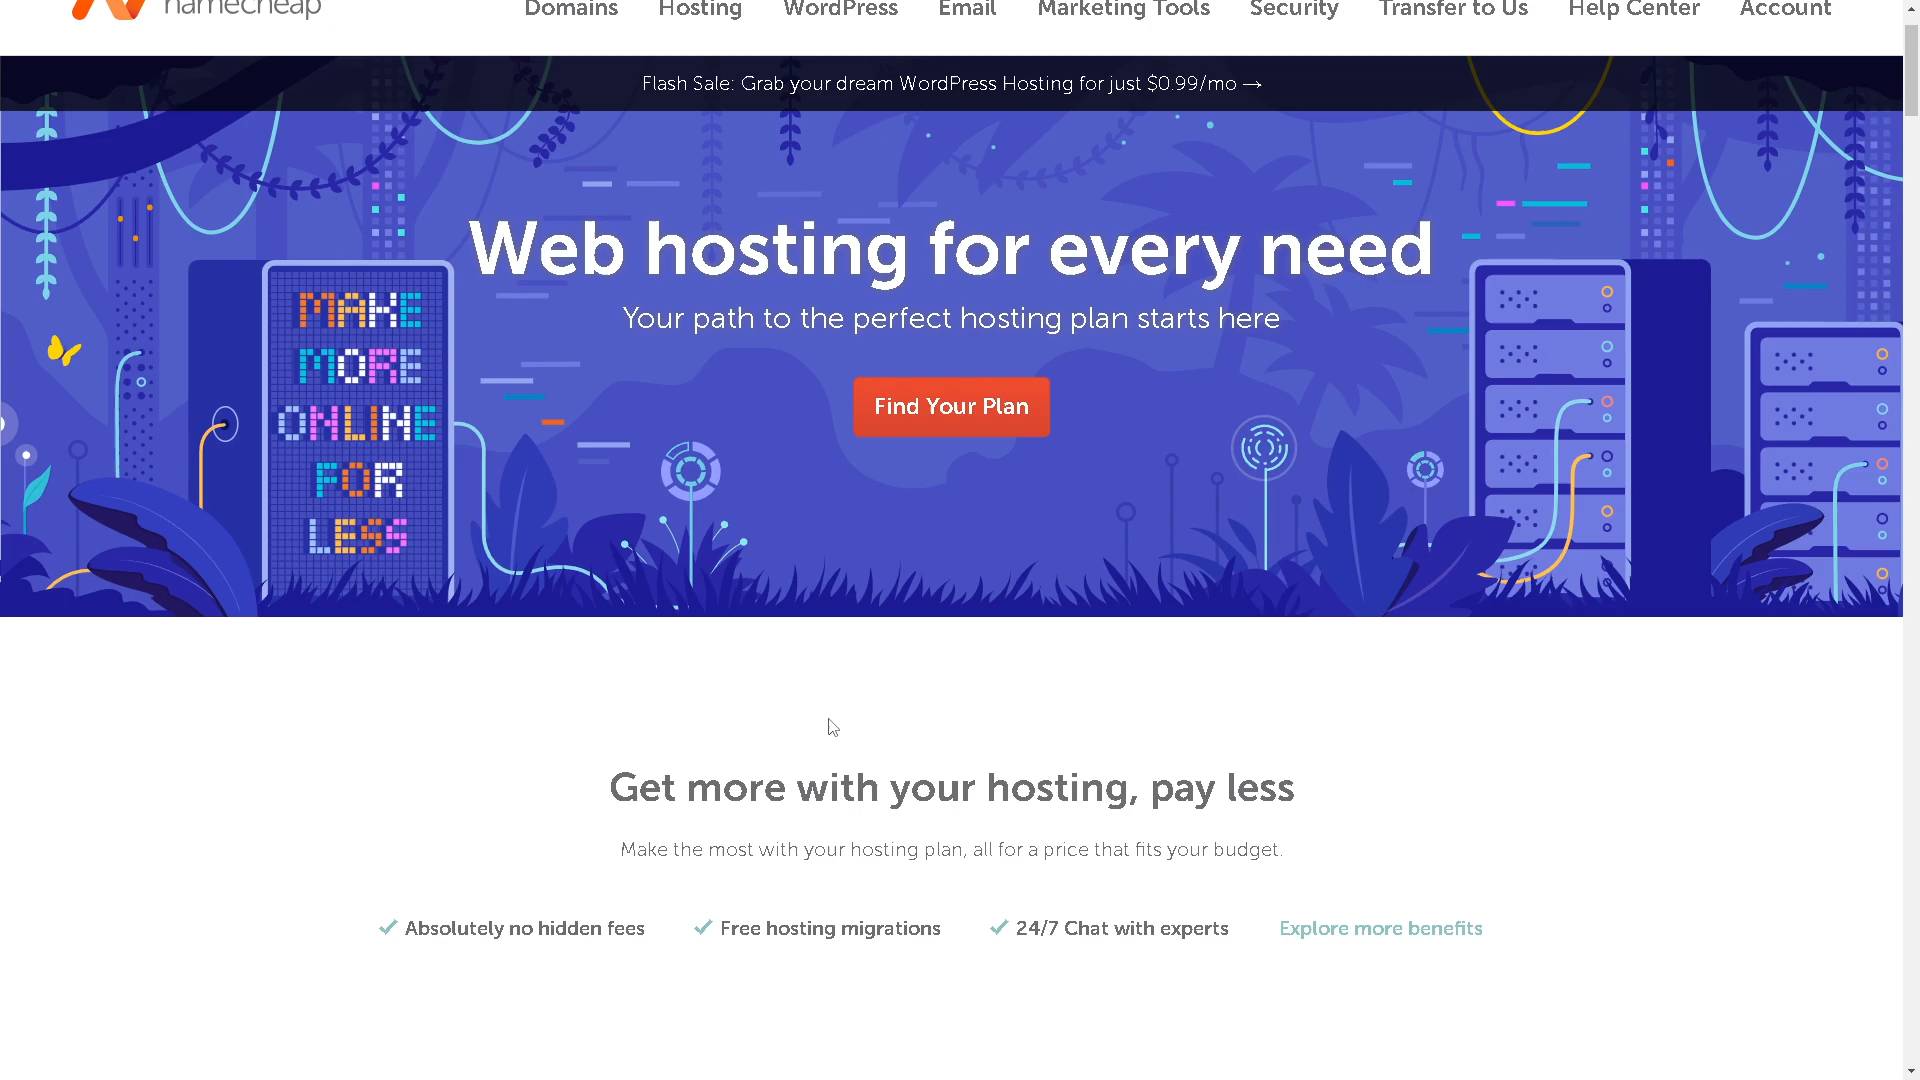 namecheap
Domains Hosting WordPress Email Marketing Tools Security Transfer to Us Help Center Account
Flash Sale: Grab your dream WordPress Hosting for just $0.99/mo →
Web hosting for every need
Your path to the perfect hosting plan starts here
MAKE
MORE
ONLINE
FOR
LESS
Find Your Plan
Get more with your hosting, pay less
Make the most with your hosting plan, all for a price that fits your budget.
Absolutely no hidden fees Free hosting migrations 24/7 Chat with experts Explore more benefits